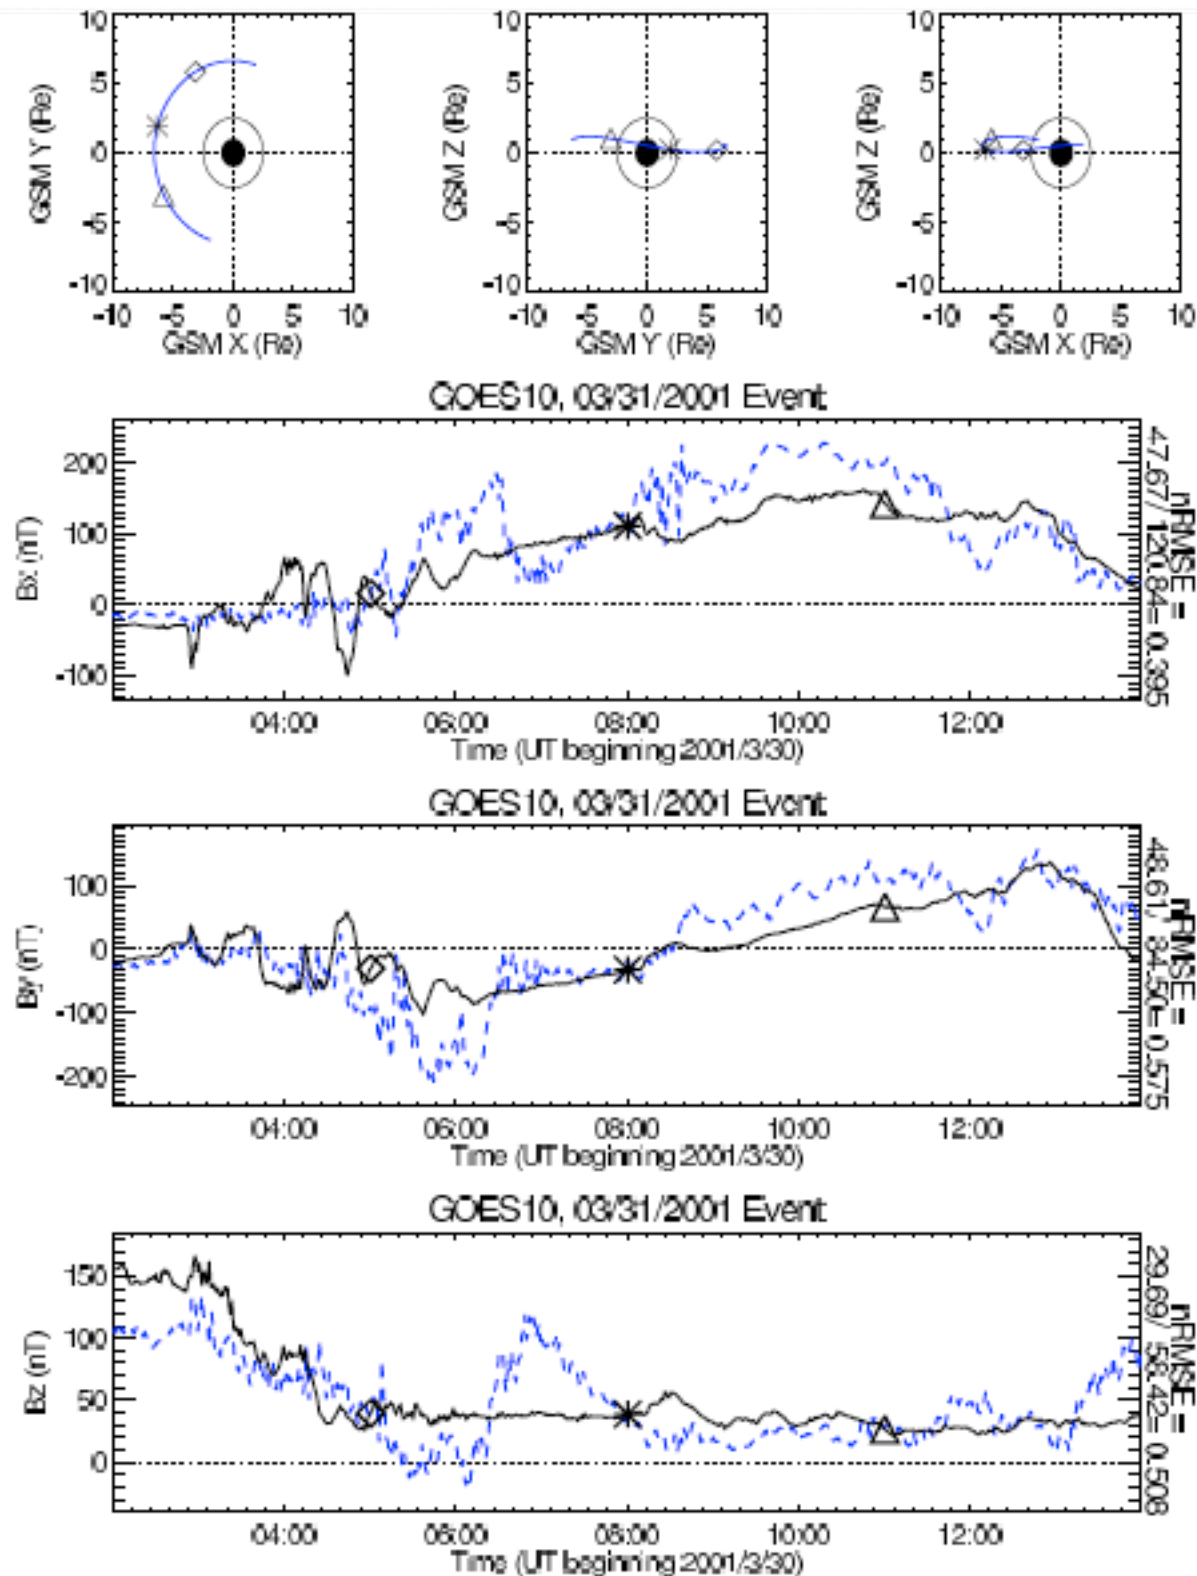 10
5
0
-5
-10
GSM Y (Re)
-10 -5 0 5 10
GSM X (Re)
10
5
0
-5
-10
GSM Z (Re)
-10 -5 0 5 10
GSM Y (Re)
10
5
0
-5
-10
GSM Z (Re)
-10 -5 0 5 10
GSM X (Re)
GOES10, 03/31/2001 Event
200
100
0
-100
Bx (nT)
04:00 06:00 08:00 10:00 12:00
Time (UT beginning 2001/3/30)
nRMSE =
47.67/ 120.84= 0.395
GOES10, 03/31/2001 Event
100
0
-100
-200
By (nT)
04:00 06:00 08:00 10:00 12:00
Time (UT beginning 2001/3/30)
nRMSE =
48.61/ 84.50= 0.575
GOES10, 03/31/2001 Event
150
100
50
0
Bz (nT)
04:00 06:00 08:00 10:00 12:00
Time (UT beginning 2001/3/30)
nRMSE =
29.69/ 58.42= 0.508